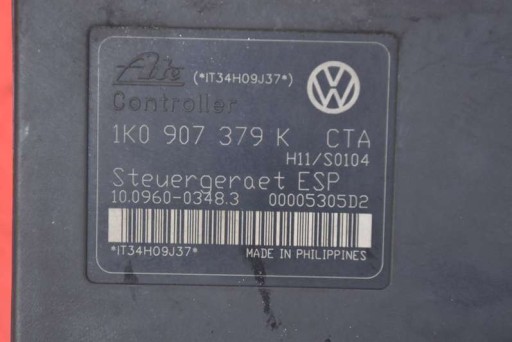 Ate (*IT34H09J37*)
Controller
1K0 907 379 K CTA
H11/S0104
Steuergeraet ESP
10.0960-0348.3 00005305D2
*IT34H09J37* MADE IN PHILIPPINES